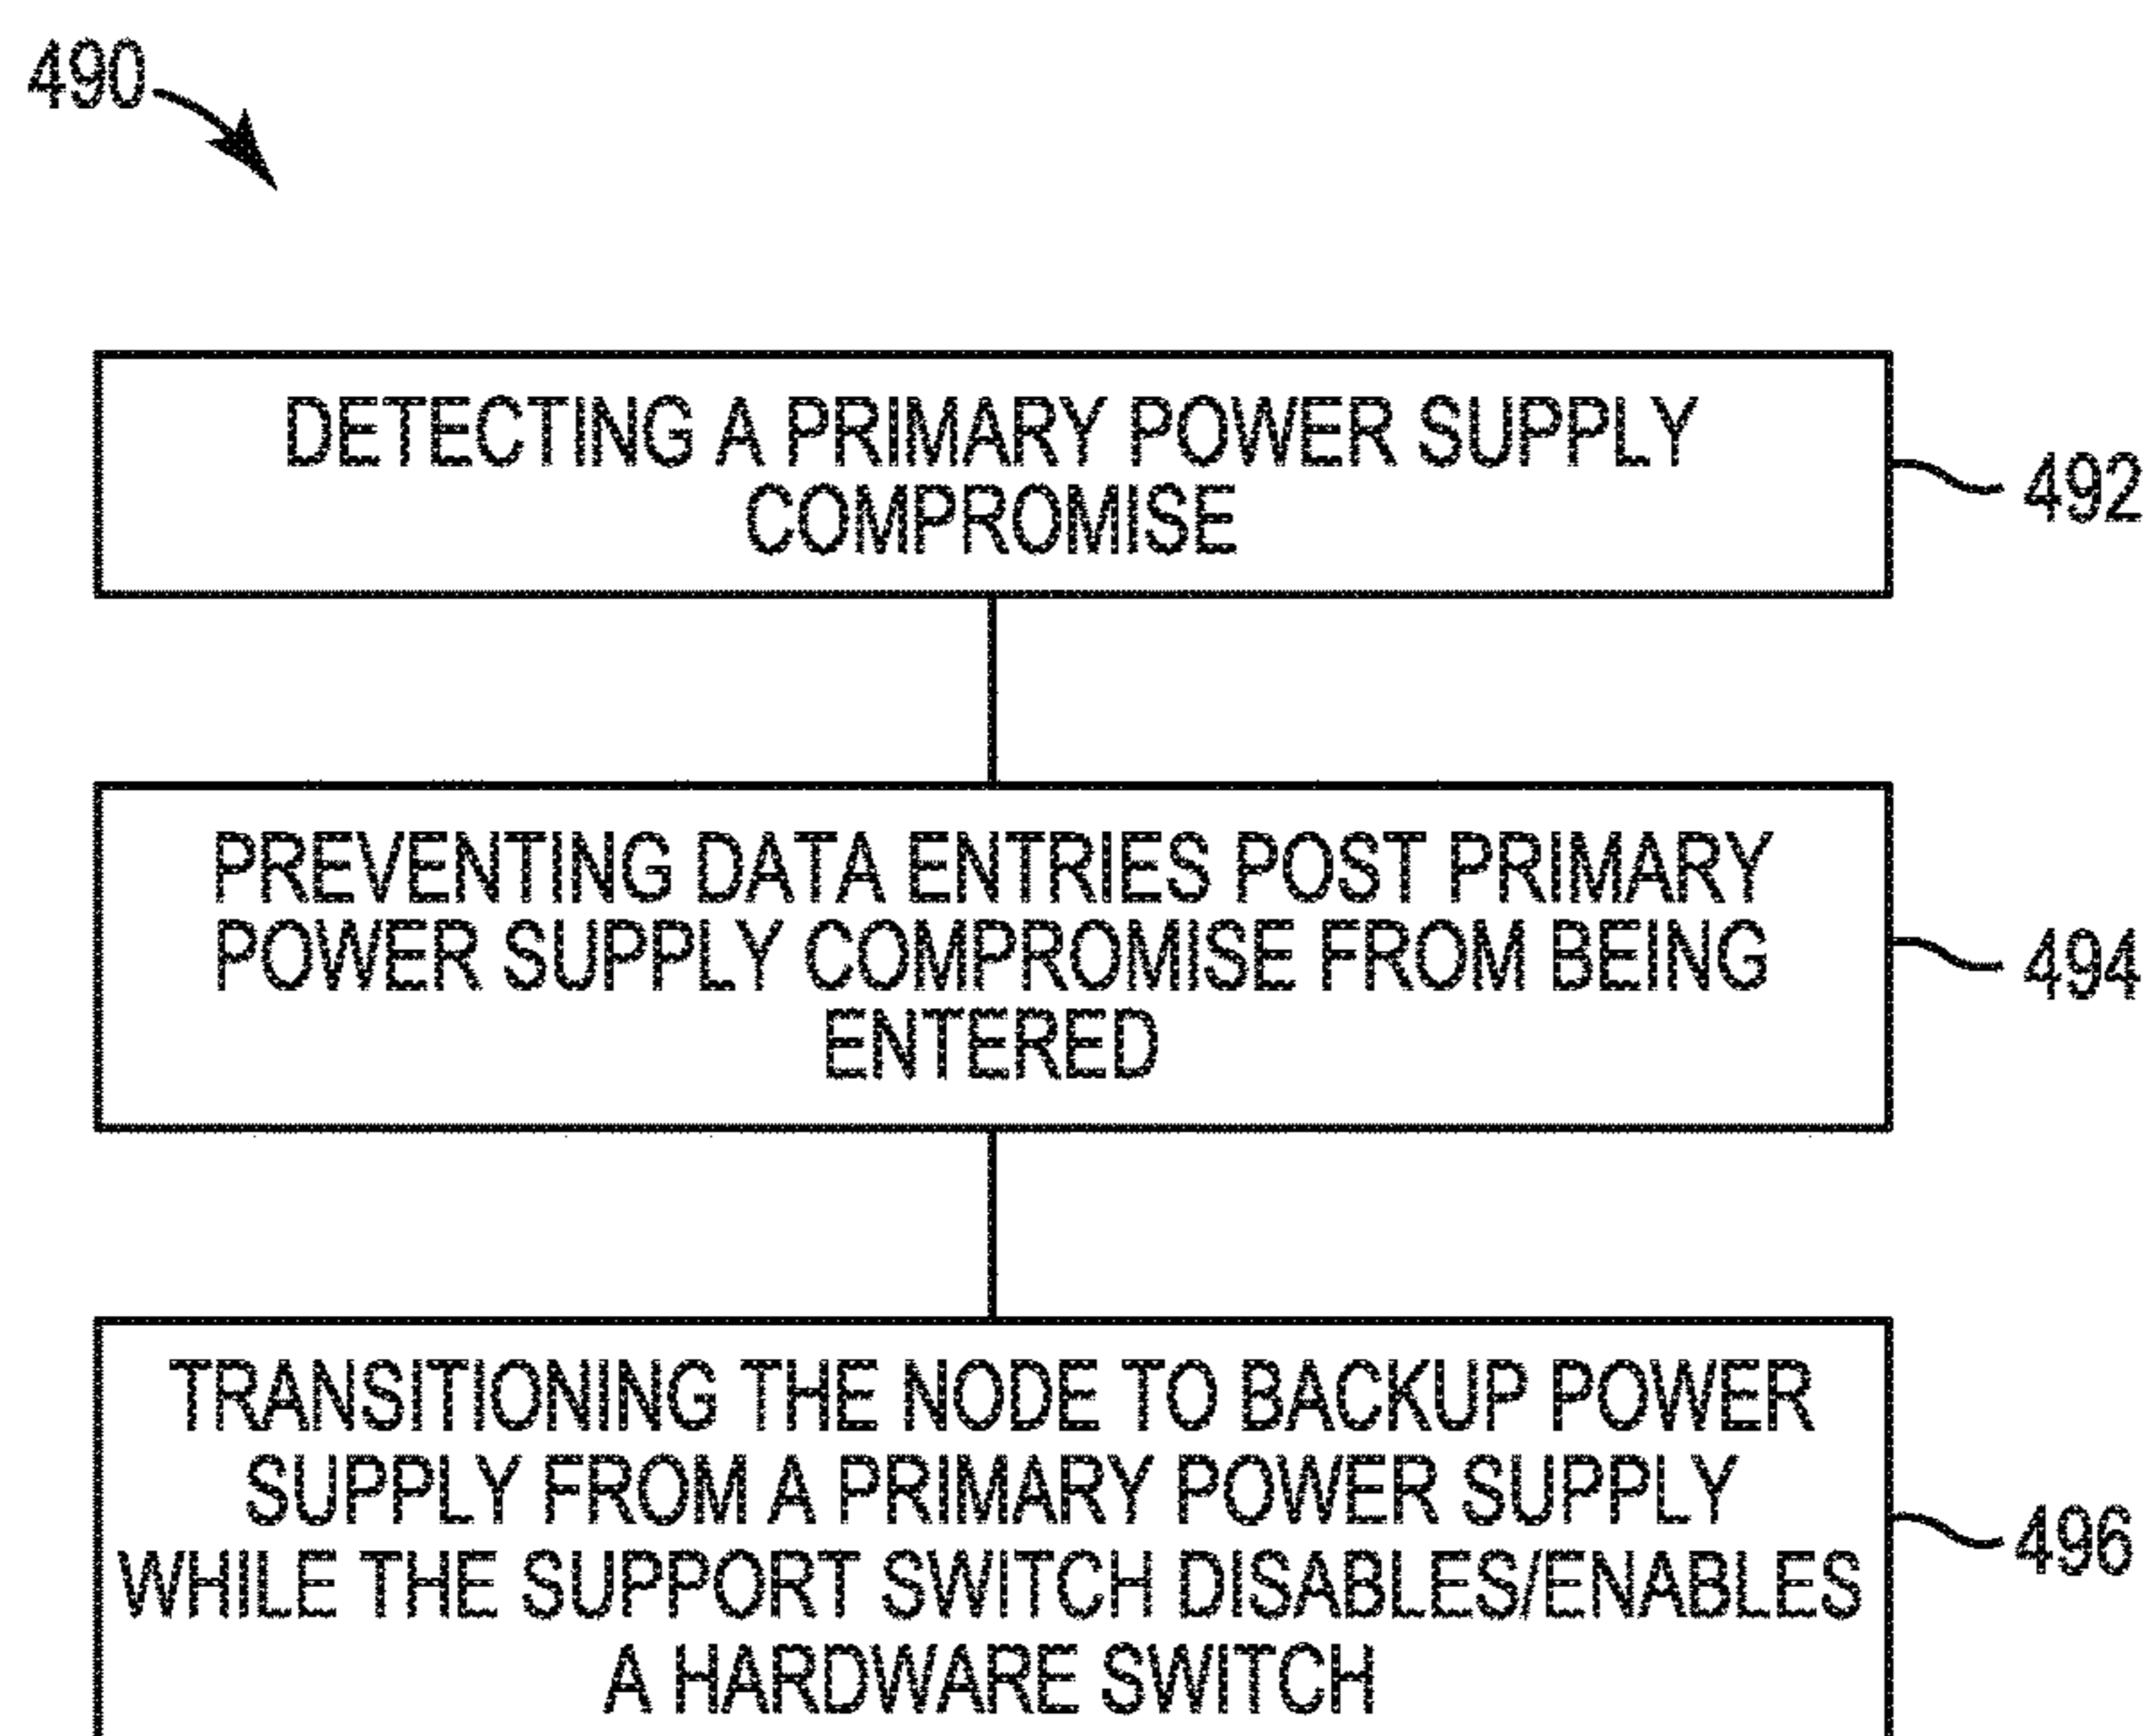 490
DETECTING A PRIMARY POWER SUPPLY
COMPROMISE
492
PREVENTING DATA ENTRIES POST PRIMARY
POWER SUPPLY COMPROMISE FROM BEING
ENTERED
494
TRANSITIONING THE NODE TO BACKUP POWER
SUPPLY FROM A PRIMARY POWER SUPPLY
WHILE THE SUPPORT SWITCH DISABLES/ENABLES
A HARDWARE SWITCH
496